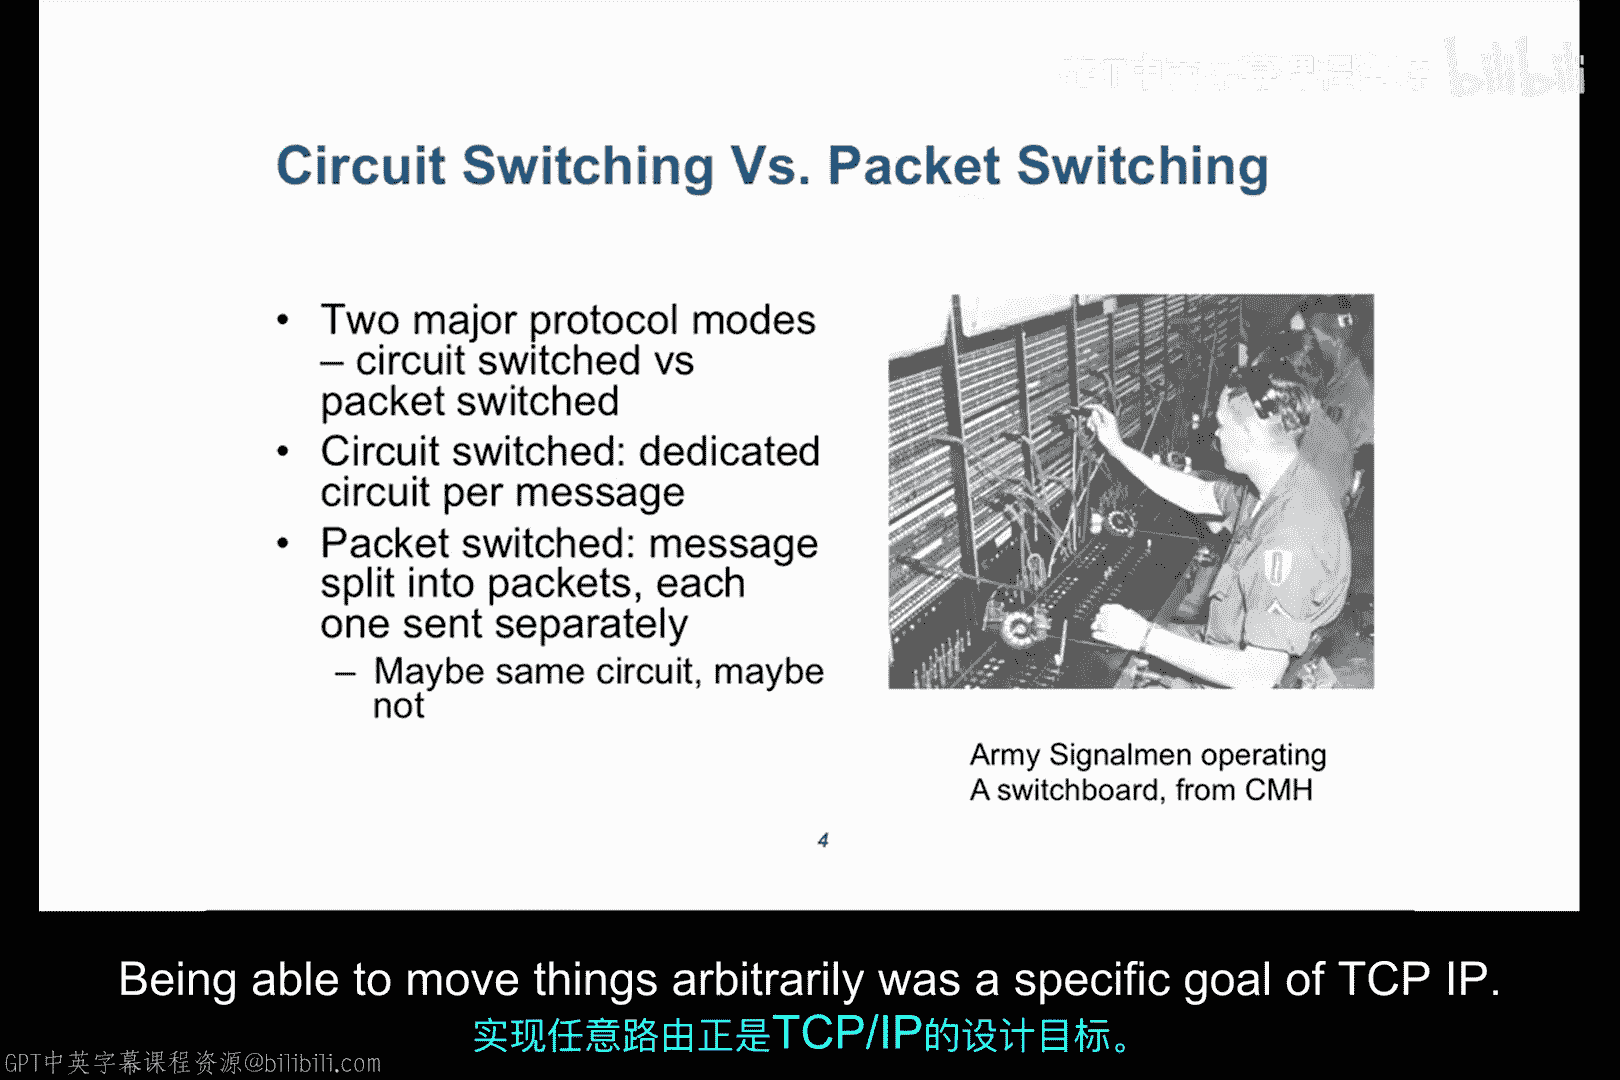 bilibili
Circuit Switching Vs. Packet Switching
• Two major protocol modes
– circuit switched vs
packet switched
• Circuit switched: dedicated
circuit per message
• Packet switched: message
split into packets, each
one sent separately
– Maybe same circuit, maybe
not
Army Signalmen operating
A switchboard, from CMH
4
Being able to move things arbitrarily was a specific goal of TCP IP.
实现任意路由正是TCP/IP的设计目标。
GPT中英字幕课程资源@bilibili.com